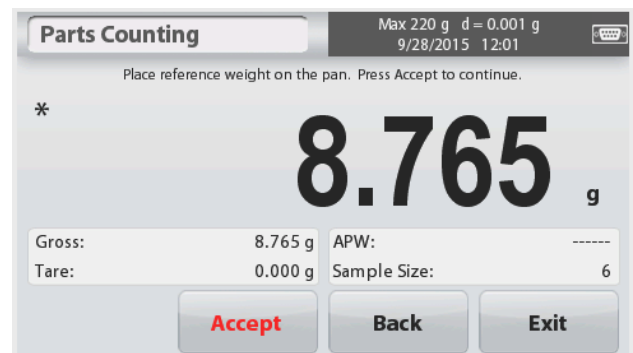 Parts Counting
Max 220 g d = 0.001 g
9/28/2015 12:01
Place reference weight on the pan. Press Accept to continue.
*
8.765 g
Gross: 8.765 g APW: ------
Tare: 0.000 g Sample Size: 6
Accept Back Exit